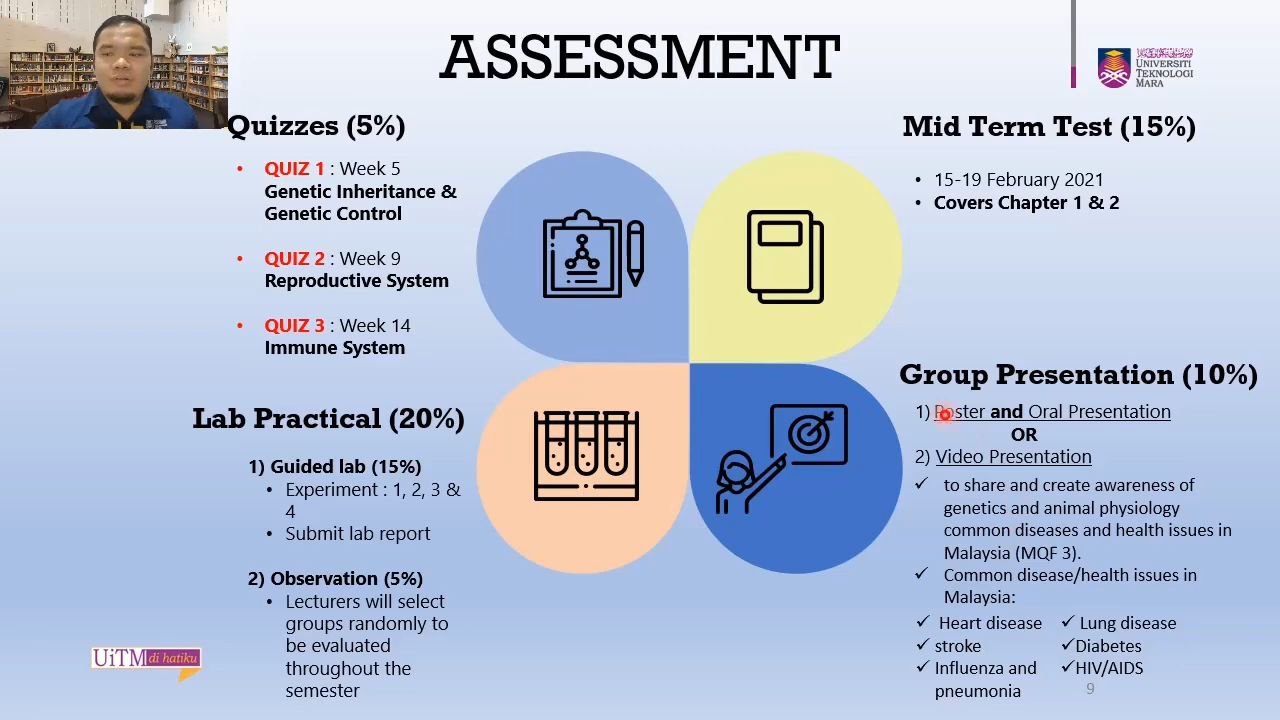 ASSESSMENT
UNIVERSITI
TEKNOLOGI
MARA
Quizzes (5%)
• QUIZ 1 : Week 5
Genetic Inheritance &
Genetic Control
• QUIZ 2 : Week 9
Reproductive System
• QUIZ 3 : Week 14
Immune System
Mid Term Test (15%)
• 15-19 February 2021
• Covers Chapter 1 & 2
Lab Practical (20%)
1) Guided lab (15%)
• Experiment : 1, 2, 3 &
4
• Submit lab report
2) Observation (5%)
• Lecturers will select
groups randomly to
be evaluated
throughout the
semester
Group Presentation (10%)
1) Poster and Oral Presentation
OR
2) Video Presentation
✓ to share and create awareness of
genetics and animal physiology
common diseases and health issues in
Malaysia (MQF 3).
✓ Common disease/health issues in
Malaysia:
✓ Heart disease
✓ stroke
✓ Influenza and
pneumonia
✓ Lung disease
✓ Diabetes
✓ HIV/AIDS
UiTM di hatiku
9